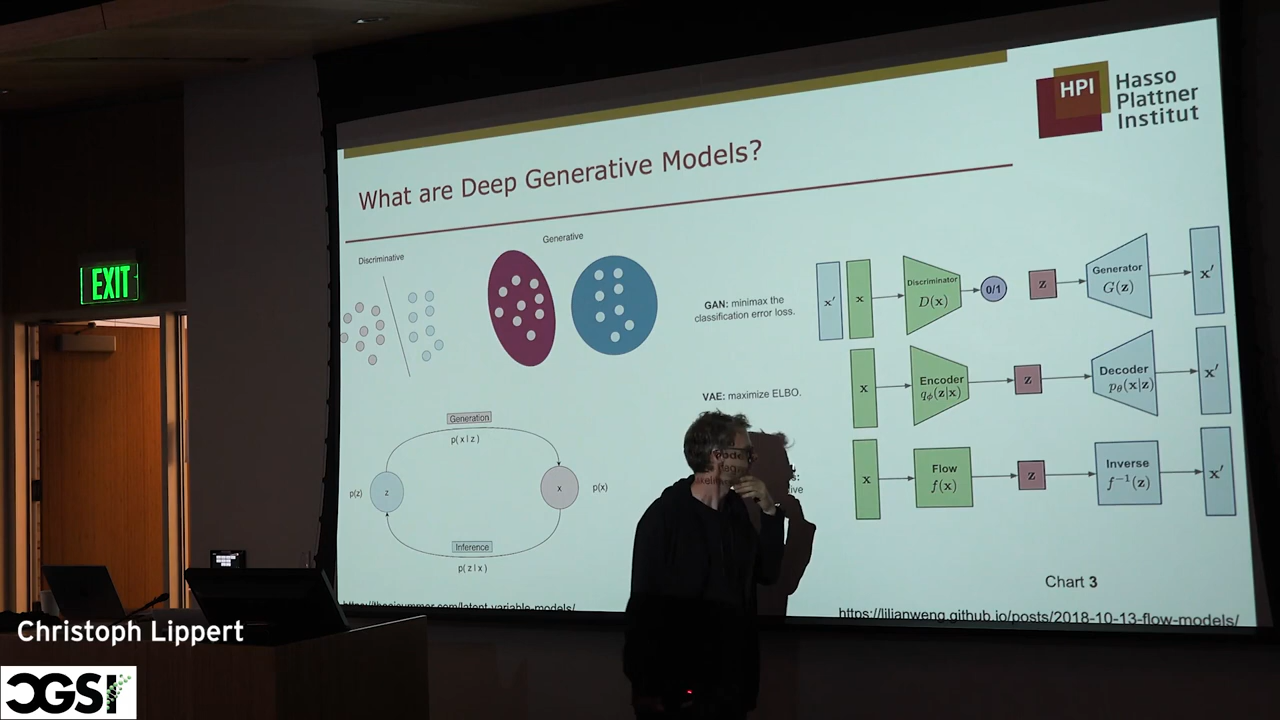 HPI
Hasso
Plattner
Institut
What are Deep Generative Models?
Discriminative
Generative
GAN: minimax the
classification error loss.
x'
x
Discriminator
D(x)
0/1
z
Generator
G(z)
x'
VAE: maximize ELBO.
x
Encoder
qϕ(z|x)
z
Decoder
pθ(x|z)
x'
x
Flow
f(x)
z
Inverse
f⁻¹(z)
x'
Generation
p( x | z )
p(z)
z
x
p(x)
Inference
p( z | x )
Chart 3
https://lilianweng.github.io/posts/2018-10-13-flow-models/
EXIT
Christoph Lippert
CGSI